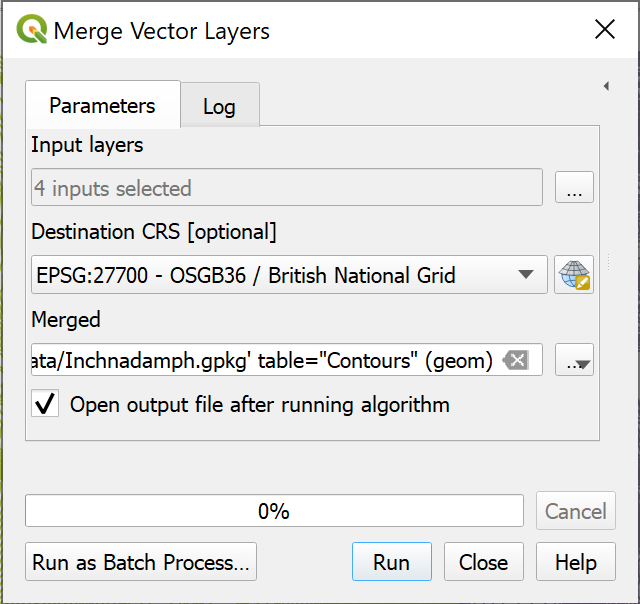 Merge Vector Layers
Parameters
Log
Input layers
4 inputs selected
...
Destination CRS [optional]
EPSG:27700 - OSGB36 / British National Grid
Merged
ata/Inchnadamph.gpkg' table="Contours" (geom)
...
Open output file after running algorithm
0%
Cancel
Run as Batch Process...
Run
Close
Help